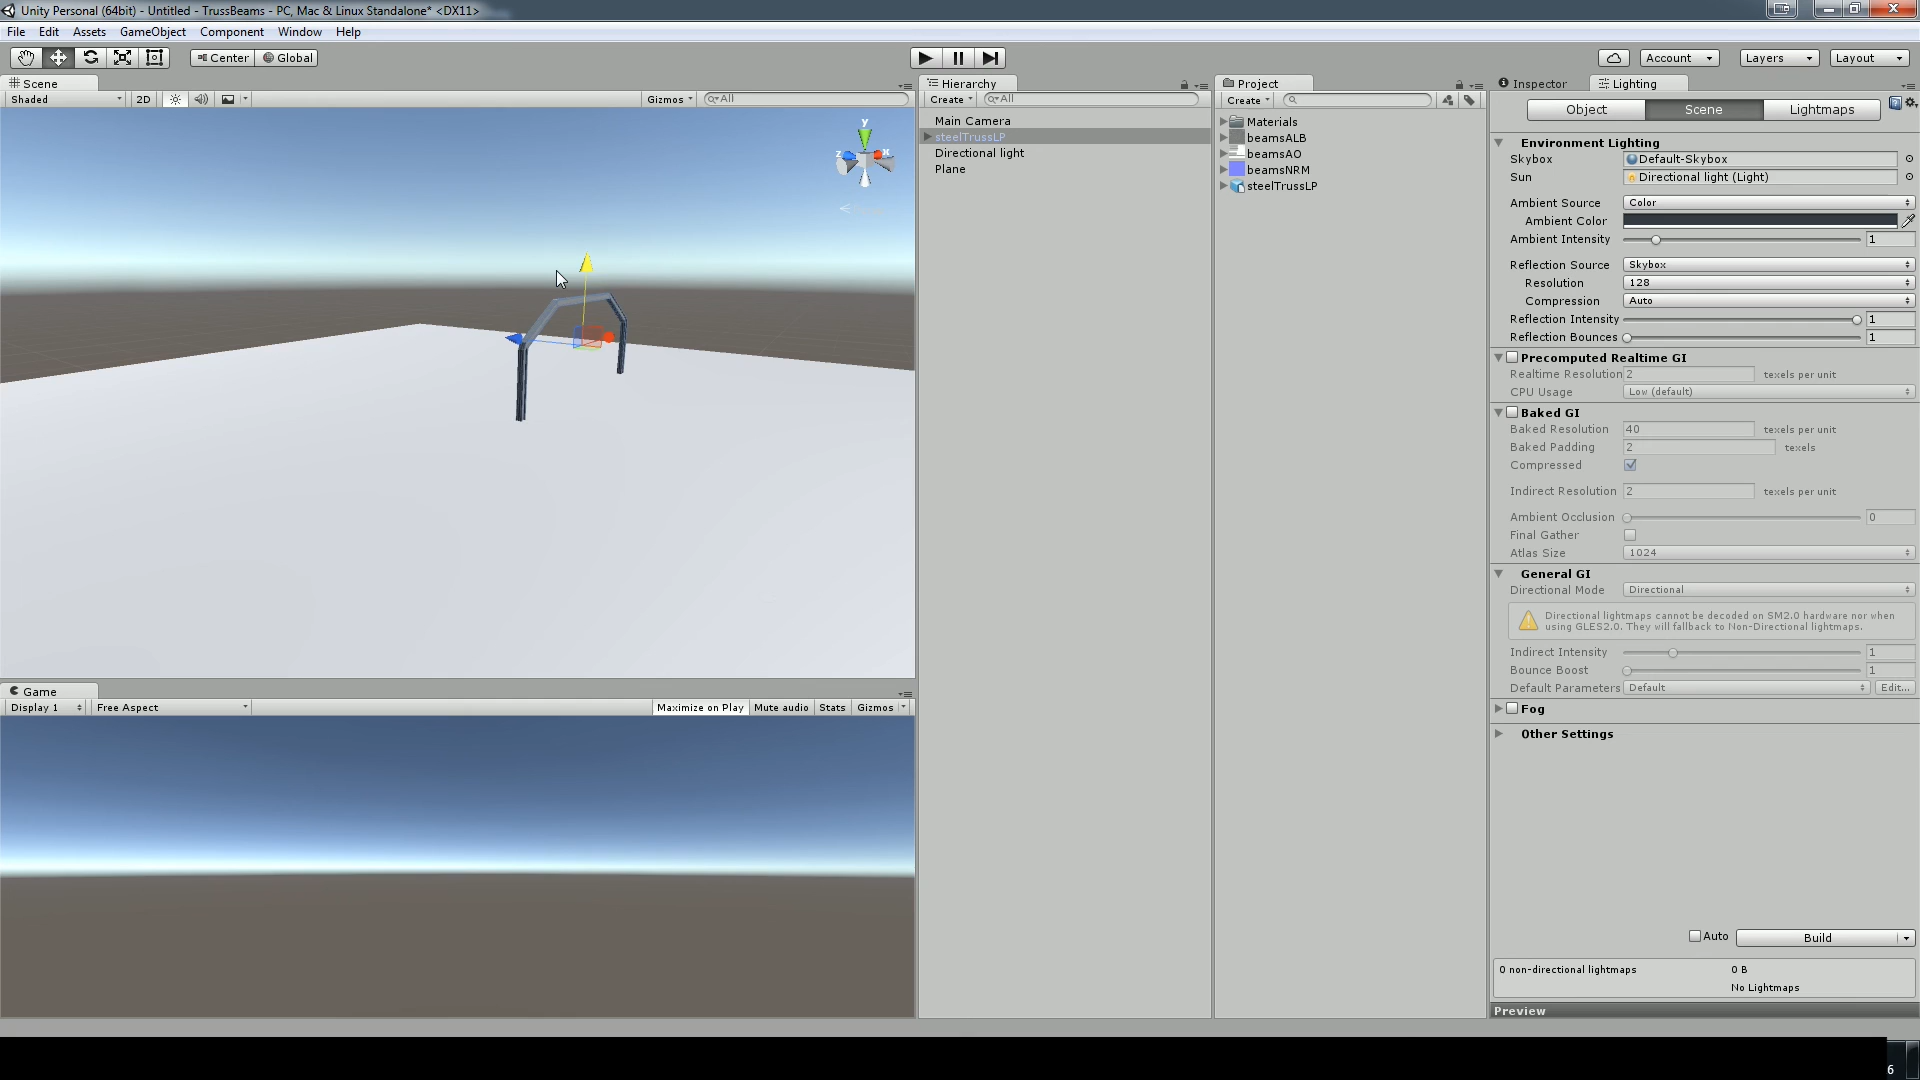 Unity Personal (64bit) - Untitled - TrussBeams - PC, Mac & Linux Standalone* <DX11>
File Edit Assets GameObject Component Window Help
Center Global Account Layers Layout
Scene
Shaded 2D Gizmos All
y
z x
Game
Display 1 Free Aspect Maximize on Play Mute audio Stats Gizmos
Hierarchy
Create All
Main Camera
steelTrussLP
Directional light
Plane
Project
Create
Materials
beamsALB
beamsAO
beamsNRM
steelTrussLP
Inspector Lighting
Object Scene Lightmaps
Environment Lighting
Skybox Default-Skybox
Sun Directional light (Light)
Ambient Source Color
Ambient Color
Ambient Intensity 1
Reflection Source Skybox
Resolution 128
Compression Auto
Reflection Intensity 1
Reflection Bounces 1
Precomputed Realtime GI
Realtime Resolution 2 texels per unit
CPU Usage Low (default)
Baked GI
Baked Resolution 40 texels per unit
Baked Padding 2 texels
Compressed
Indirect Resolution 2 texels per unit
Ambient Occlusion 0
Final Gather
Atlas Size 1024
General GI
Directional Mode Directional
Directional lightmaps cannot be decoded on SM2.0 hardware nor when
using GLES2.0. They will fallback to Non-Directional lightmaps.
Indirect Intensity 1
Bounce Boost 1
Default Parameters Default Edit...
Fog
Other Settings
Auto Build
0 non-directional lightmaps 0 B
No Lightmaps
Preview
6